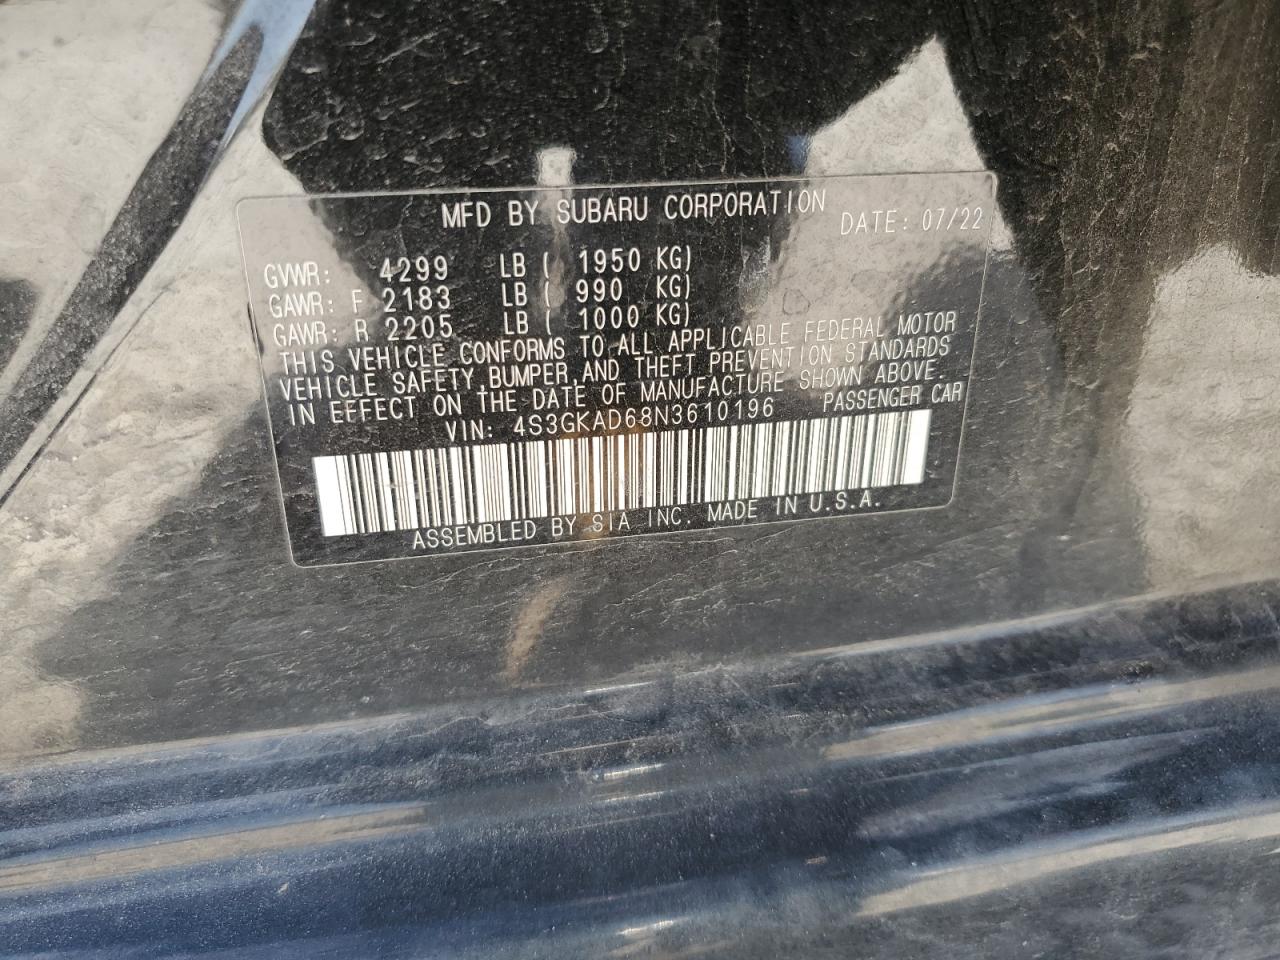 MFD BY SUBARU CORPORATION DATE: 07/22
GVWR: 4299 LB ( 1950 KG)
GAWR: F 2183 LB ( 990 KG)
GAWR: R 2205 LB ( 1000 KG)
THIS VEHICLE CONFORMS TO ALL APPLICABLE FEDERAL MOTOR
VEHICLE SAFETY,BUMPER,AND THEFT PREVENTION STANDARDS
IN EFFECT ON THE DATE OF MANUFACTURE SHOWN ABOVE.
VIN: 4S3GKAD68N3610196 PASSENGER CAR
ASSEMBLED BY SIA INC. MADE IN U.S.A.